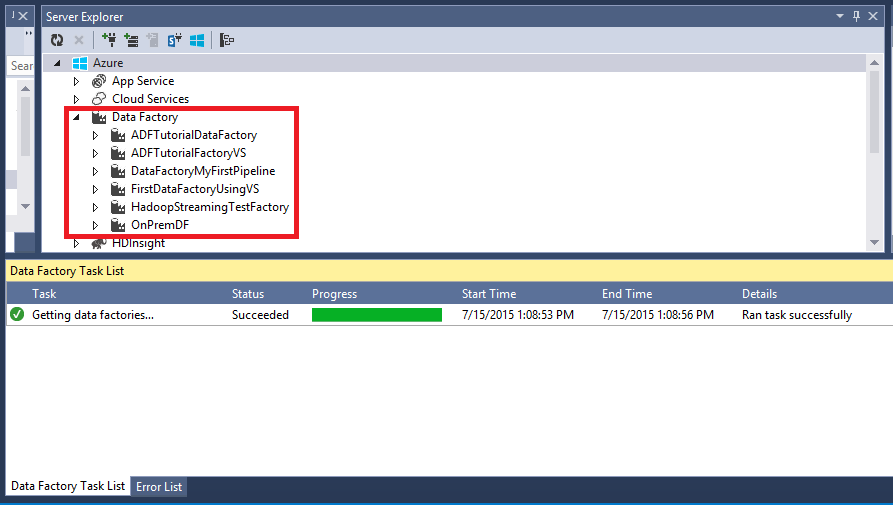 Server Explorer
Sear
Azure
App Service
Cloud Services
Data Factory
ADFTutorialDataFactory
ADFTutorialFactoryVS
DataFactoryMyFirstPipeline
FirstDataFactoryUsingVS
HadoopStreamingTestFactory
OnPremDF
HDInsight
Data Factory Task List
Task Status Progress Start Time End Time Details
Getting data factories... Succeeded 7/15/2015 1:08:53 PM 7/15/2015 1:08:56 PM Ran task successfully
Data Factory Task List Error List